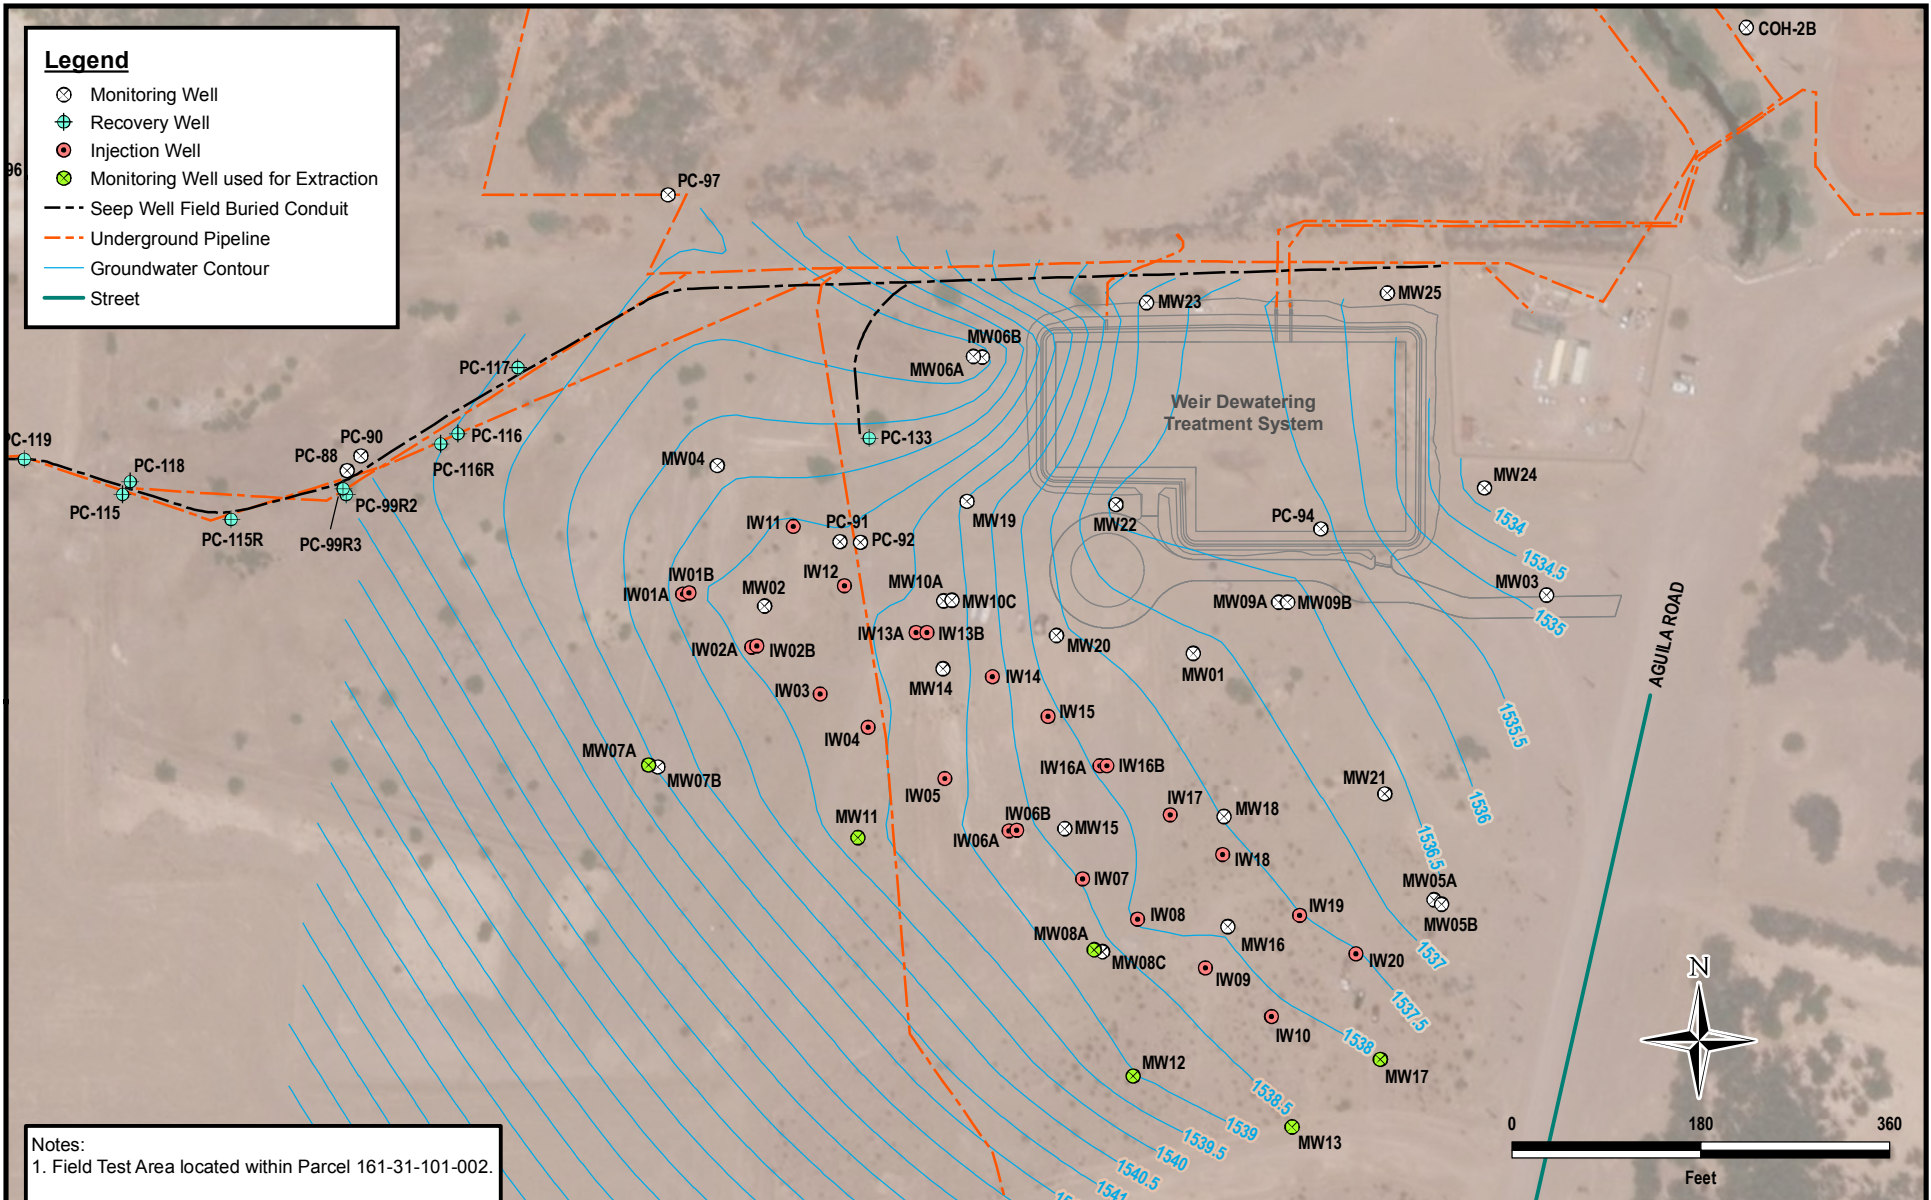 Legend
Monitoring Well
Recovery Well
Injection Well
Monitoring Well used for Extraction
Seep Well Field Buried Conduit
Underground Pipeline
Groundwater Contour
Street
COH-2B
PC-97
MW23
MW25
MW06B
MW06A
PC-117
Weir Dewatering
Treatment System
PC-116
PC-133
PC-119
PC-90
PC-88
PC-116R
MW04
PC-118
MW24
PC-115
PC-99R2
MW19
MW22
PC-94
1534
IW11
PC-91
PC-92
PC-115R
PC-99R3
1534.5
IW01B
IW12
MW10A
MW10C
MW03
IW01A
MW02
MW09A
MW09B
1535
AGUILA ROAD
IW13A
IW13B
IW02A
IW02B
MW20
MW01
MW14
IW14
IW03
IW15
1535.5
IW04
MW07A
MW07B
IW16A
IW16B
MW21
IW05
1536
MW11
IW06B
IW06A
MW15
IW17
MW18
1536.5
IW18
IW07
MW05A
MW05B
IW08
IW19
MW16
MW08A
MW08C
1537
IW20
IW09
N
1537.5
IW10
1538
MW17
MW12
1538.5
MW13
1539
1539.5
1540
1540.5
1541
0
180
360
Feet
Notes:
1. Field Test Area located within Parcel 161-31-101-002.